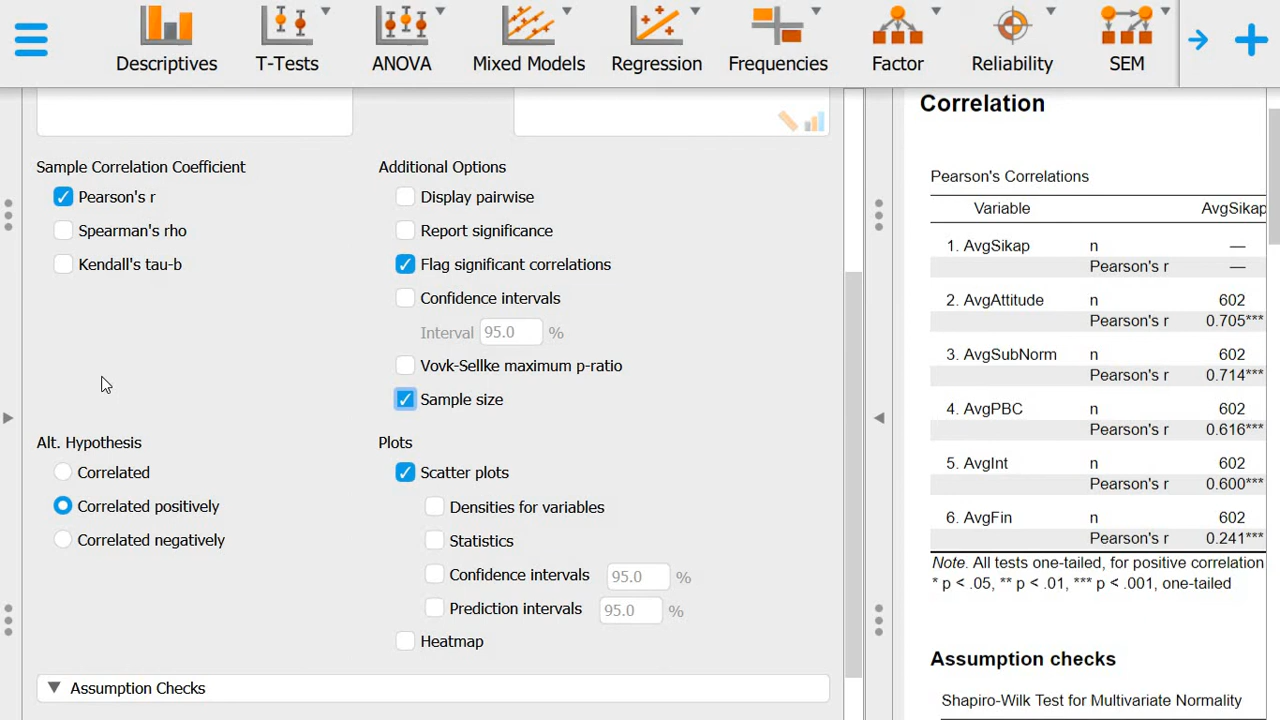 Descriptives
T-Tests
ANOVA
Mixed Models
Regression
Frequencies
Factor
Reliability
SEM
Sample Correlation Coefficient
Pearson's r
Spearman's rho
Kendall's tau-b
Additional Options
Display pairwise
Report significance
Flag significant correlations
Confidence intervals
Interval 95.0 %
Vovk-Sellke maximum p-ratio
Sample size
Alt. Hypothesis
Correlated
Correlated positively
Correlated negatively
Plots
Scatter plots
Densities for variables
Statistics
Confidence intervals 95.0 %
Prediction intervals 95.0 %
Heatmap
Assumption Checks
Correlation
Pearson's Correlations
Variable AvgSikap
1. AvgSikap n —
Pearson's r —
2. AvgAttitude n 602
Pearson's r 0.705***
3. AvgSubNorm n 602
Pearson's r 0.714***
4. AvgPBC n 602
Pearson's r 0.616***
5. AvgInt n 602
Pearson's r 0.600***
6. AvgFin n 602
Pearson's r 0.241***
Note. All tests one-tailed, for positive correlation
* p < .05, ** p < .01, *** p < .001, one-tailed
Assumption checks
Shapiro-Wilk Test for Multivariate Normality